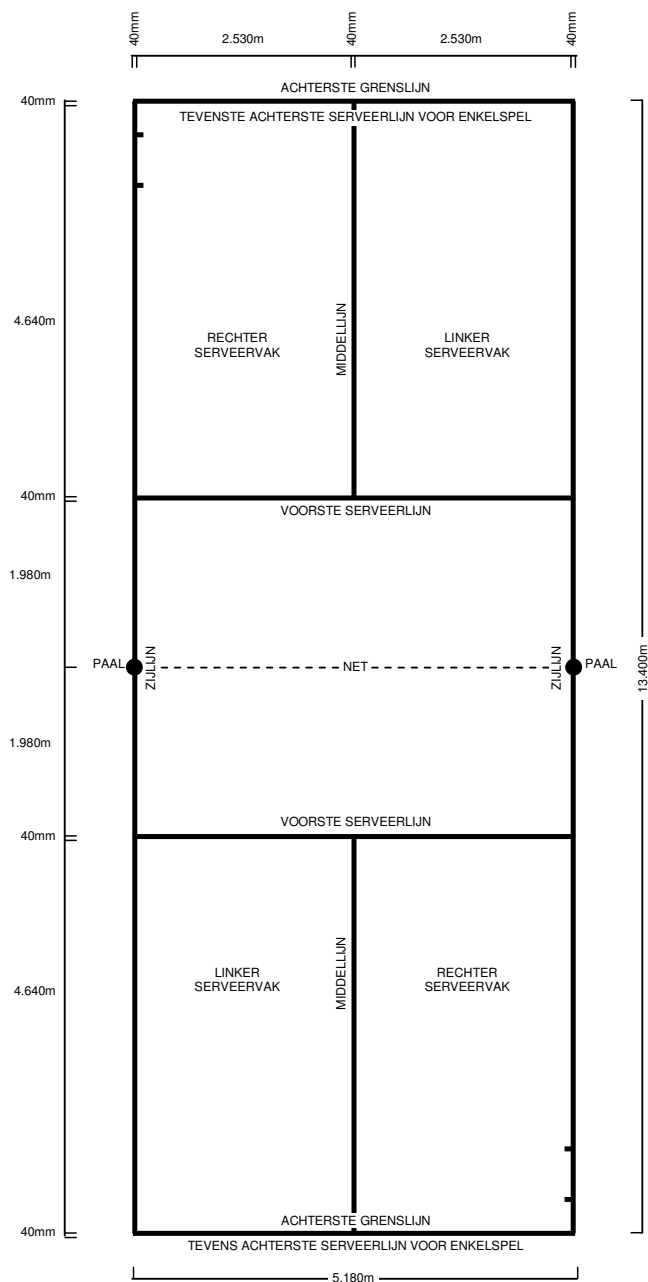 40mm 2.530m 40mm 2.530m 40mm
ACHTERSTE GRENSLIJN
40mm
TEVENSTE ACHTERSTE SERVEERLIJN VOOR ENKELSPEL
4.640m
MIDDELLIJN
RECHTER
SERVEERVAK
LINKER
SERVEERVAK
40mm
VOORSTE SERVEERLIJN
1.980m
PAAL
ZIJLIJN
NET
ZIJLIJN
PAAL
13.400m
1.980m
40mm
VOORSTE SERVEERLIJN
LINKER
SERVEERVAK
MIDDELLIJN
RECHTER
SERVEERVAK
4.640m
ACHTERSTE GRENSLIJN
40mm
TEVENS ACHTERSTE SERVEERLIJN VOOR ENKELSPEL
5.180m